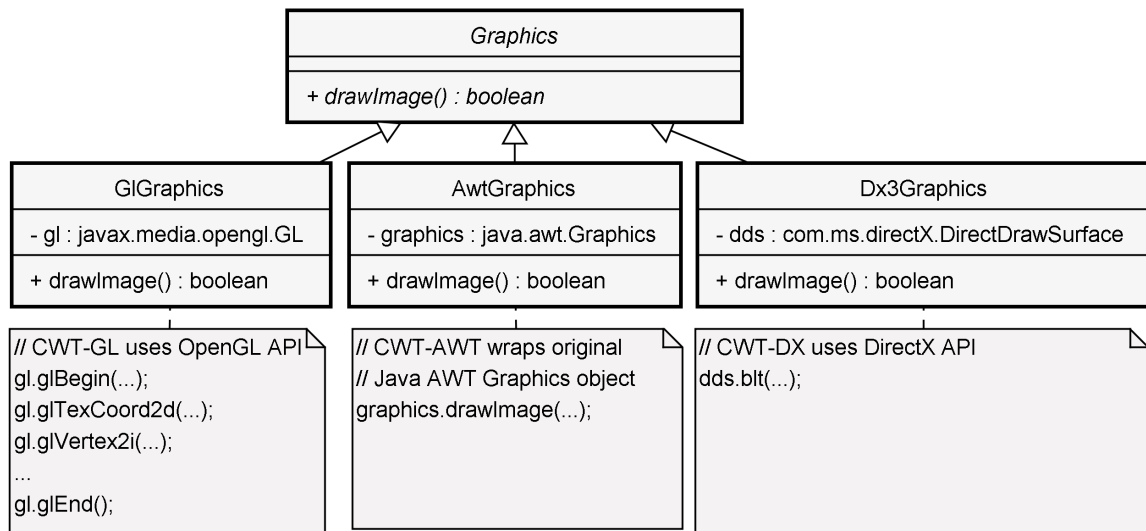 Graphics
+ drawImage() : boolean
GlGraphics
- gl : javax.media.opengl.GL
+ drawImage() : boolean
// CWT-GL uses OpenGL API
gl.glBegin(...);
gl.glTexCoord2d(...);
gl.glVertex2i(...);
...
gl.glEnd();
AwtGraphics
- graphics : java.awt.Graphics
+ drawImage() : boolean
// CWT-AWT wraps original
// Java AWT Graphics object
graphics.drawImage(...);
Dx3Graphics
- dds : com.ms.directX.DirectDrawSurface
+ drawImage() : boolean
// CWT-DX uses DirectX API
dds.blt(...);